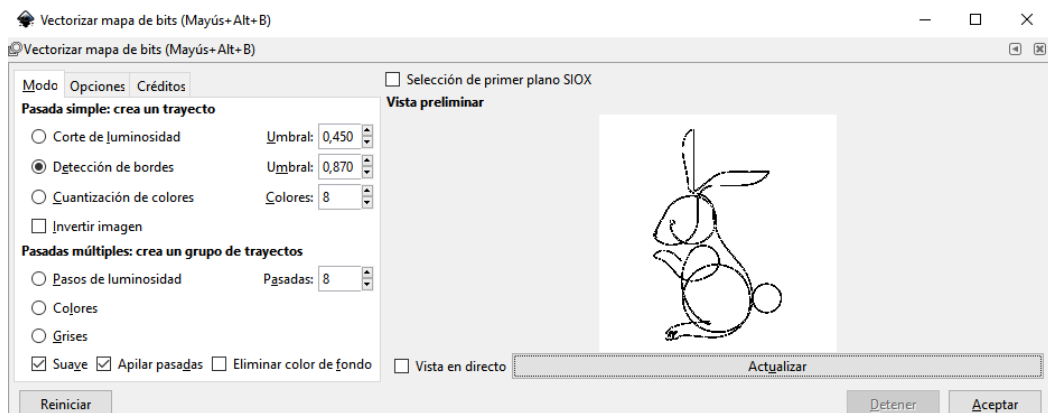 Vectorizar mapa de bits (Mayús+Alt+B)
Vectorizar mapa de bits (Mayús+Alt+B)
Modo Opciones Créditos
Pasada simple: crea un trayecto
Corte de luminosidad Umbral: 0,450
Detección de bordes Umbral: 0,870
Cuantización de colores Colores: 8
Invertir imagen
Pasadas múltiples: crea un grupo de trayectos
Pasos de luminosidad Pasadas: 8
Colores
Grises
Suave Apilar pasadas Eliminar color de fondo
Selección de primer plano SIOX
Vista preliminar
Vista en directo Actualizar
Reiniciar Detener Aceptar